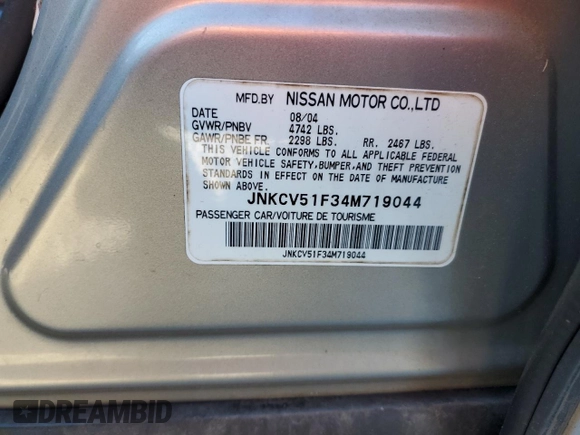 MFD.BY NISSAN MOTOR CO.,LTD
DATE 08/04
GVWR/PNBV 4742 LBS.
GAWR/PNBE FR. 2298 LBS. RR. 2467 LBS.
THIS VEHICLE CONFORMS TO ALL APPLICABLE FEDERAL
MOTOR VEHICLE SAFETY, BUMPER, AND THEFT PREVENTION
STANDARDS IN EFFECT ON THE DATE OF MANUFACTURE
SHOWN ABOVE.
JNKCV51F34M719044
PASSENGER CAR/VOITURE DE TOURISME
JNKCV51F34M719044
DREAMBID